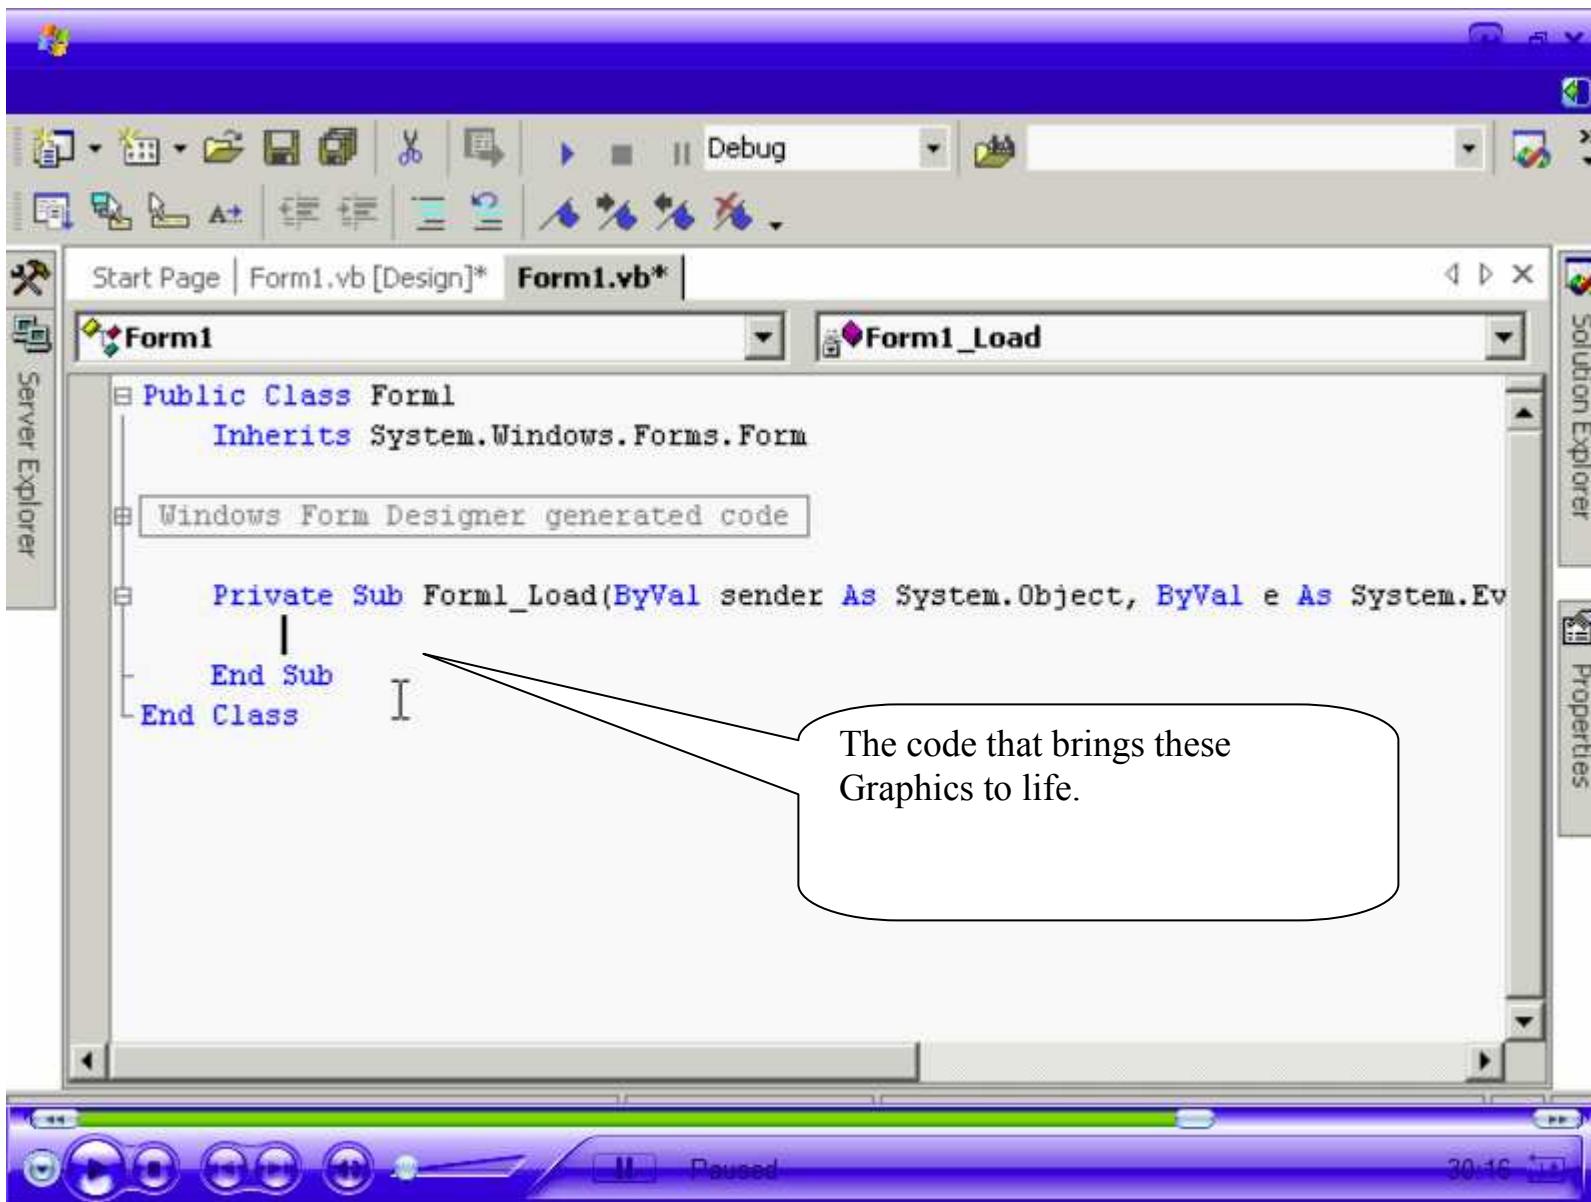 Debug
Start Page
Form1.vb [Design]*
Form1.vb*
Form1
Form1_Load
Public Class Form1
Inherits System.Windows.Forms.Form
Windows Form Designer generated code
Private Sub Form1_Load(ByVal sender As System.Object, ByVal e As System.Ev
End Sub
End Class
The code that brings these
Graphics to life.
Server Explorer
Solution Explorer
Properties
Paused
30:16